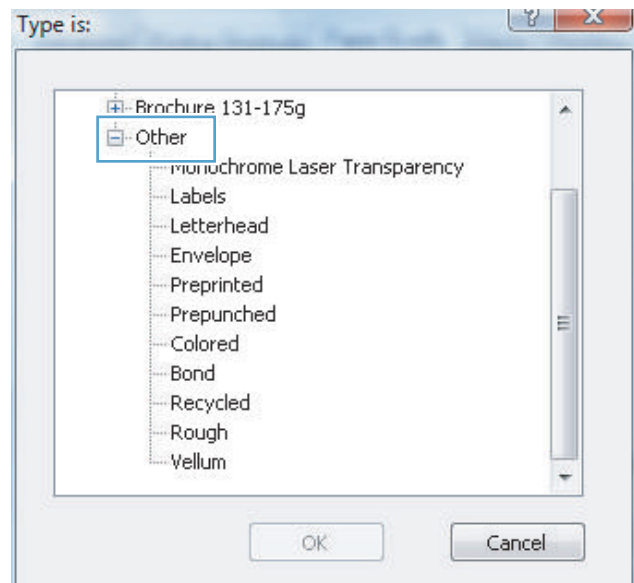 Type is:
Brochure 131-175g
Other
Monochrome Laser Transparency
Labels
Letterhead
Envelope
Preprinted
Prepunched
Colored
Bond
Recycled
Rough
Vellum
OK
Cancel